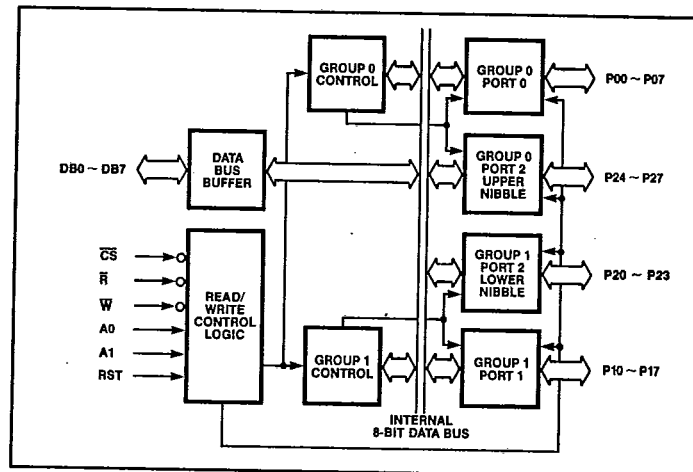 GROUP 0
CONTROL
GROUP 0
PORT 0
P00 ~ P07
DB0 ~ DB7
DATA
BUS
BUFFER
GROUP 0
PORT 2
UPPER
NIBBLE
P24 ~ P27
C̅S̅
R̅
W̅
A0
A1
RST
READ/
WRITE
CONTROL
LOGIC
GROUP 1
PORT 2
LOWER
NIBBLE
P20 ~ P23
GROUP 1
CONTROL
GROUP 1
PORT 1
P10 ~ P17
INTERNAL
8-BIT DATA BUS